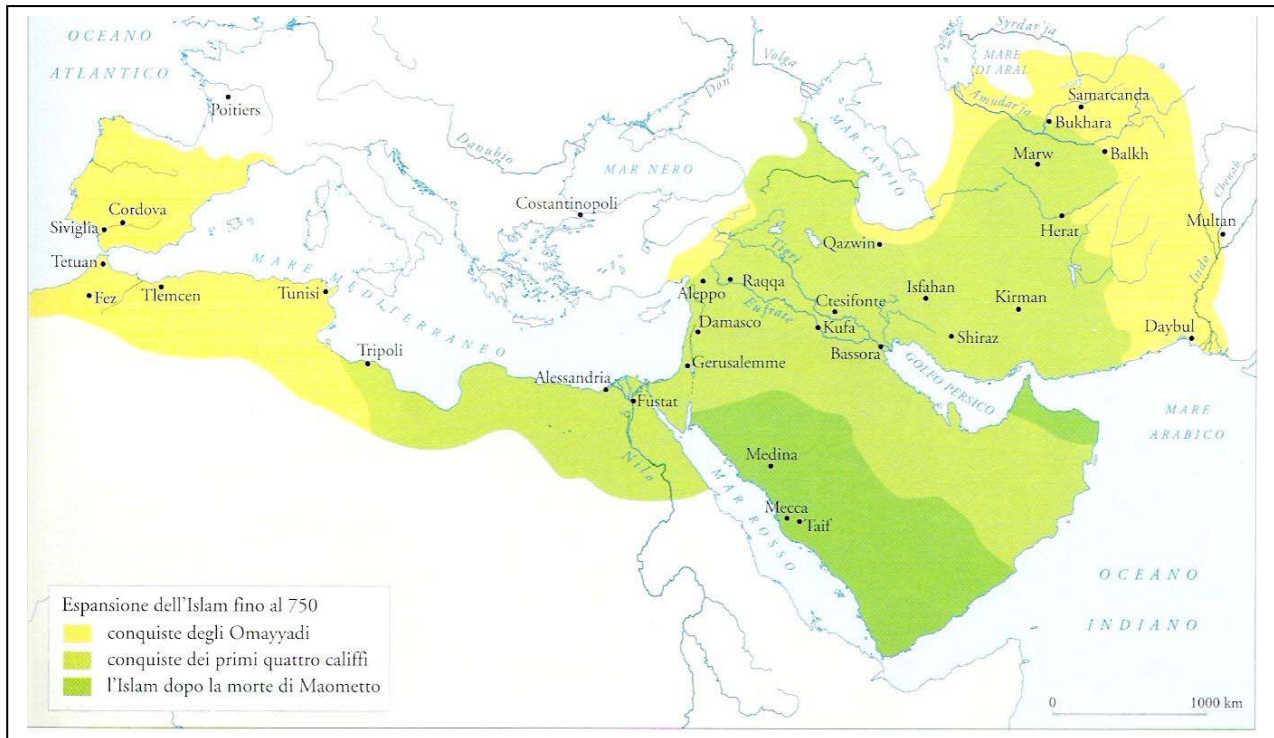 OCEANO
ATLANTICO
Poitiers
Danubio
Don
Volga
Syrdar'ja
MARE
D'ARAL
Amudar'ja
Samarcanda
Bukhara
Balkh
Marw
Herat
Chenab
Multan
Indo
Daybul
MAR CASPIO
MAR NERO
Costantinopoli
Cordova
Siviglia
Tetuan
Fez
Tlemcen
Tunisi
MARE MEDITERRANEO
Tripoli
Alessandria
Fustat
Nilo
Aleppo
Raqqa
Tigri
Eufrate
Qazwin
Ctesifonte
Isfahan
Kirman
Damasco
Kufa
Bassora
Shiraz
Gerusalemme
GOLFO PERSICO
MARE
ARABICO
Medina
Mecca
Taif
MAR ROSSO
OCEANO
INDIANO
Espansione dell'Islam fino al 750
conquiste degli Omayyadi
conquiste dei primi quattro califfi
l'Islam dopo la morte di Maometto
0 1000 km